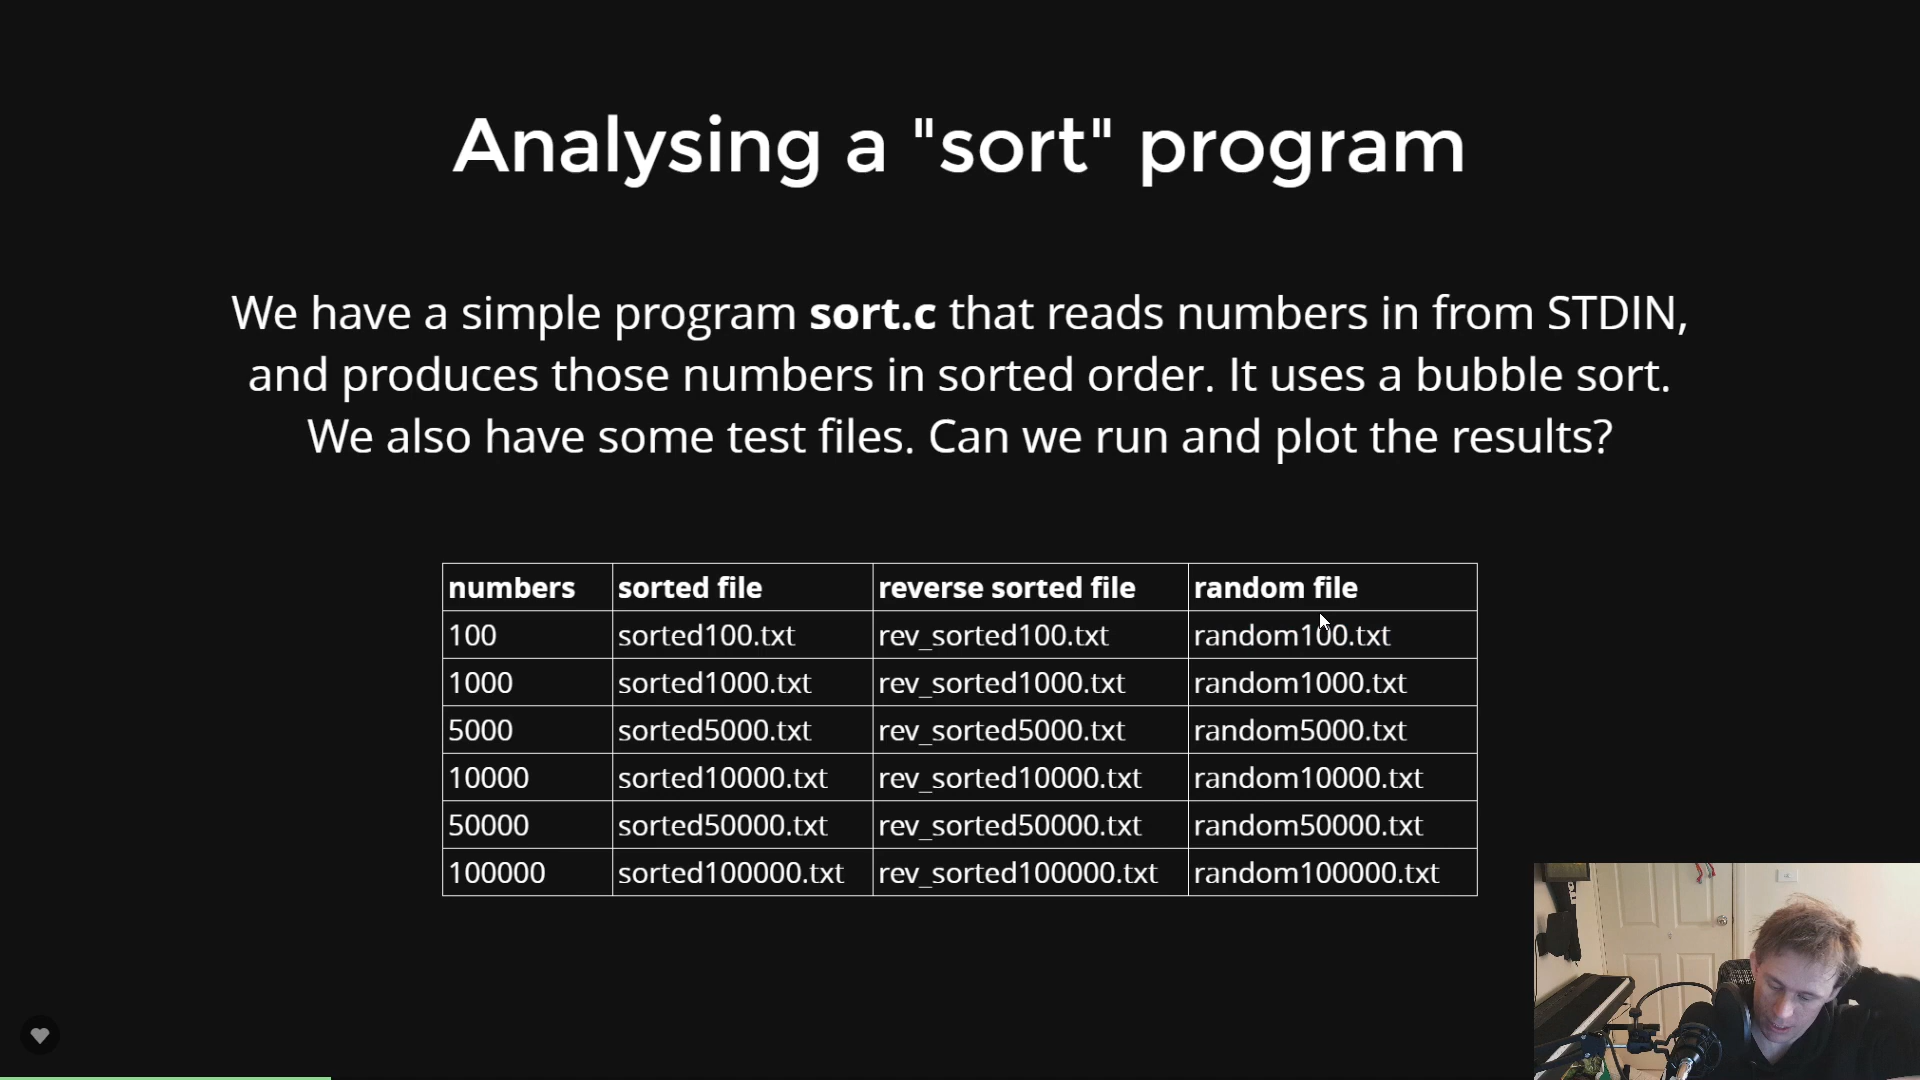 Analysing a "sort" program
We have a simple program sort.c that reads numbers in from STDIN,
and produces those numbers in sorted order. It uses a bubble sort.
We also have some test files. Can we run and plot the results?
numbers sorted file reverse sorted file random file
100 sorted100.txt rev_sorted100.txt random100.txt
1000 sorted1000.txt rev_sorted1000.txt random1000.txt
5000 sorted5000.txt rev_sorted5000.txt random5000.txt
10000 sorted10000.txt rev_sorted10000.txt random10000.txt
50000 sorted50000.txt rev_sorted50000.txt random50000.txt
100000 sorted100000.txt rev_sorted100000.txt random100000.txt